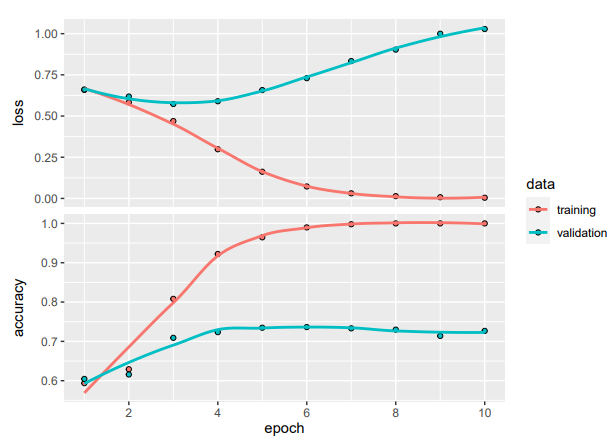 1.00
0.75
0.50
0.25
0.00
loss
1.0
0.9
0.8
0.7
0.6
accuracy
2 4 6 8 10
epoch
data
training
validation